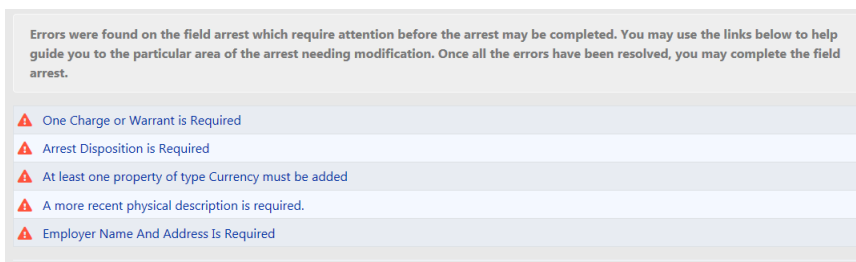 Errors were found on the field arrest which require attention before the arrest may be completed. You may use the links below to help
guide you to the particular area of the arrest needing modification. Once all the errors have been resolved, you may complete the field
arrest.
One Charge or Warrant is Required
Arrest Disposition is Required
At least one property of type Currency must be added
A more recent physical description is required.
Employer Name And Address Is Required